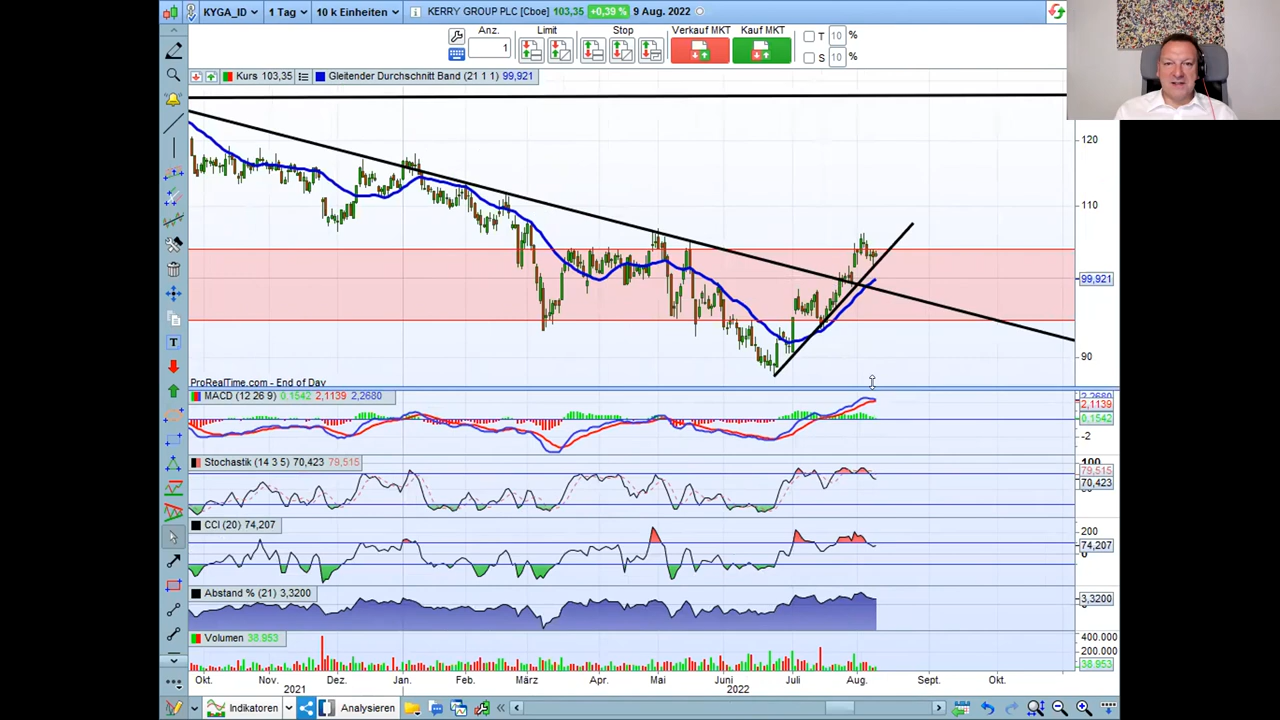 KYGA_ID 1 Tag 10 k Einheiten KERRY GROUP PLC [Cboe] 103,35 +0,39 % 9 Aug. 2022
Anz. Limit Stop Verkauf MKT Kauf MKT T 10 %
1 S 10 %
Kurs 103,35 Gleitender Durchschnitt Band (21 1 1) 99,921
120
110
99,921
90
ProRealTime.com - End of Day
MACD (12 26 9) 0,1542 2,1139 2,2680
2,2680
2,1139
0,1542
-2
Stochastik (14 3 5) 70,423 79,515
100
79,515
70,423
CCI (20) 74,207
200
74,207
0
Abstand % (21) 3,3200
3,3200
Volumen 38.953
400.000
200.000
38.953
Okt. Nov. Dez. Jan. Feb. März Apr. Mai Juni Juli Aug. Sept. Okt.
2021 2022
Indikatoren Analysieren